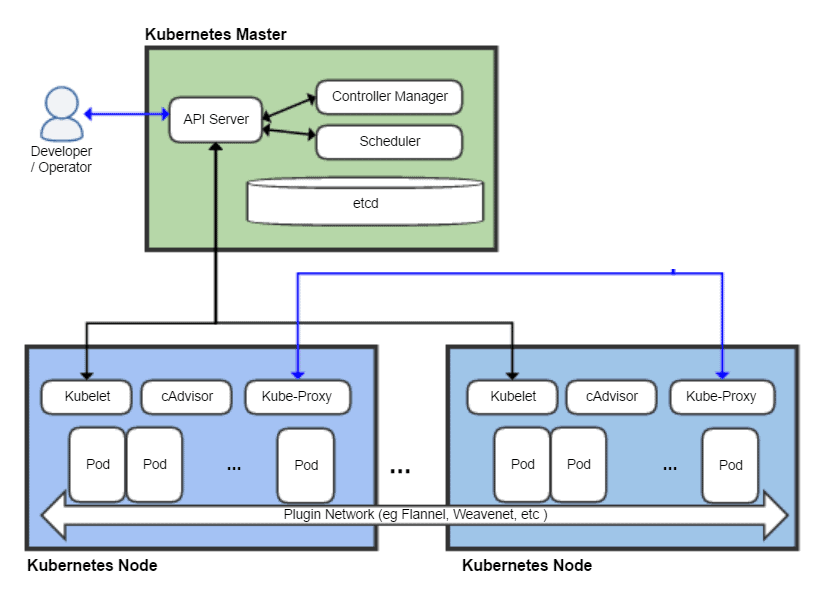 Kubernetes Master
Controller Manager
API Server
Scheduler
Developer
/ Operator
etcd
Kubelet
cAdvisor
Kube-Proxy
Pod
Pod
...
Pod
...
Kubelet
cAdvisor
Kube-Proxy
Pod
Pod
...
Pod
Plugin Network (eg Flannel, Weavenet, etc )
Kubernetes Node
Kubernetes Node